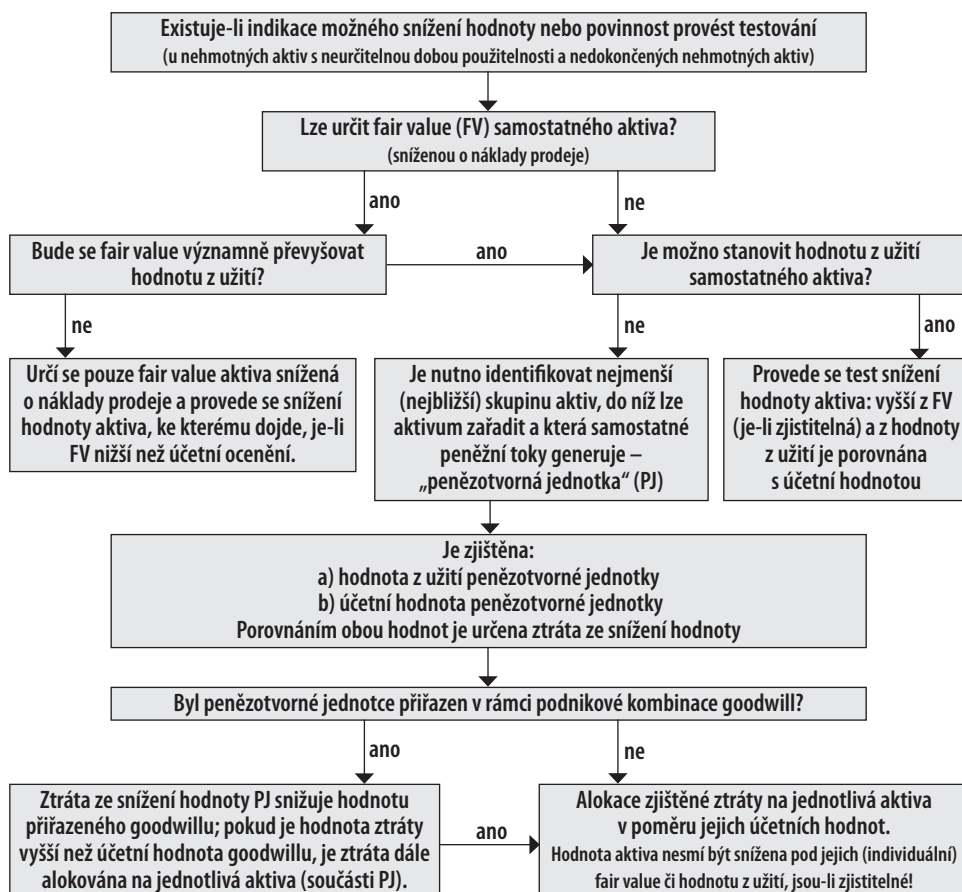 Existuje-li indikace možného snížení hodnoty nebo povinnost provést testování
(u nehmotných aktiv s neurčitelnou dobou použitelnosti a nedokončených nehmotných aktiv)
Lze určit fair value (FV) samostatného aktiva?
(sníženou o náklady prodeje)
ano
ne
Bude se fair value významně převyšovat
hodnotu z užití?
ano
Je možno stanovit hodnotu z užití
samostatného aktiva?
ne
ne
ano
Určí se pouze fair value aktiva snížená
o náklady prodeje a provede se snížení
hodnoty aktiva, ke kterému dojde, je-li
FV nižší než účetní ocenění.
Je nutno identifikovat nejmenší
(nejbližší) skupinu aktiv, do níž lze
aktivum zařadit a která samostatné
peněžní toky generuje –
„penězotvorná jednotka“ (PJ)
Provede se test snížení
hodnoty aktiva: vyšší z FV
(je-li zjistitelná) a z hodnoty
z užití je porovnána
s účetní hodnotou
Je zjištěna:
a) hodnota z užití penězotvorné jednotky
b) účetní hodnota penězotvorné jednotky
Porovnáním obou hodnot je určena ztráta ze snížení hodnoty
Byl penězotvorné jednotce přiřazen v rámci podnikové kombinace goodwill?
ano
ne
Ztráta ze snížení hodnoty PJ snižuje hodnotu
přiřazeného goodwillu; pokud je hodnota ztráty
vyšší než účetní hodnota goodwillu, je ztráta dále
alokována na jednotlivá aktiva (součásti PJ).
ano
Alokace zjištěné ztráty na jednotlivá aktiva
v poměru jejich účetních hodnot.
Hodnota aktiva nesmí být snížena pod jejich (individuální)
fair value či hodnotu z užití, jsou-li zjistitelné!